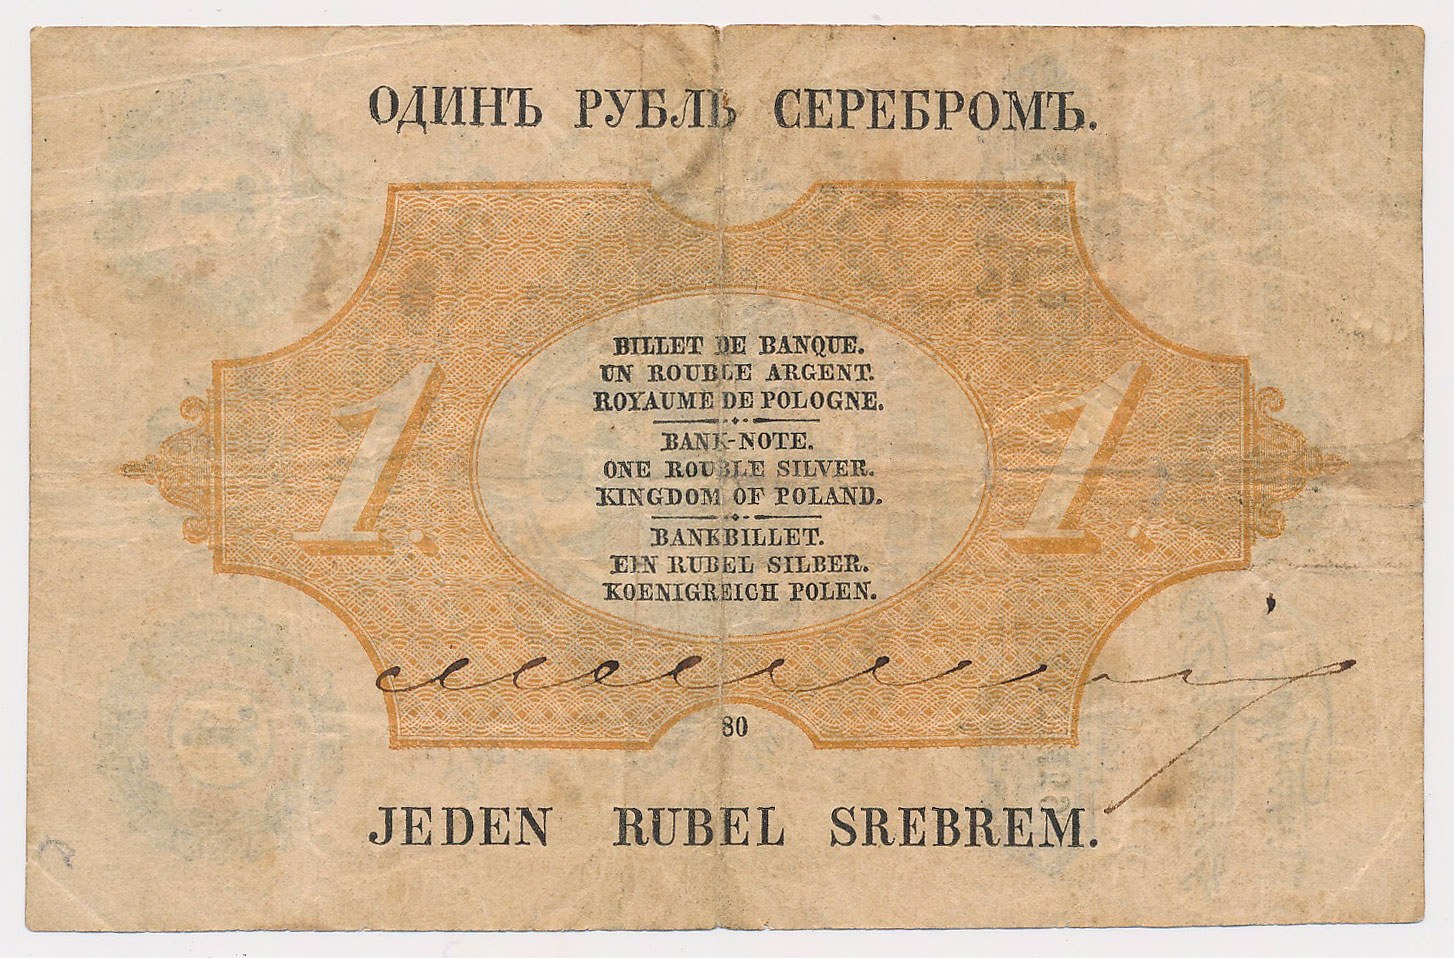 ОДИНЪ РУБЛЬ СЕРЕБРОМЪ.
BILLET DE BANQUE.
UN ROUBLE ARGENT.
ROYAUME DE POLOGNE.
BANK-NOTE.
ONE ROUBLE SILVER.
KINGDOM OF POLAND.
BANKBILLET.
EIN RUBEL SILBER.
KOENIGREICH POLEN.
1. 1.
80
JEDEN RUBEL SREBREM.